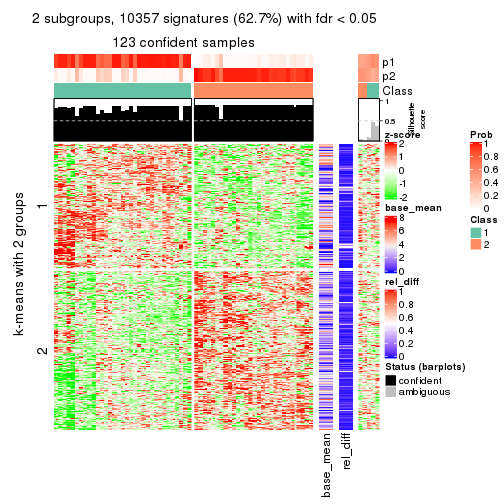 2 subgroups, 10357 signatures (62.7%) with fdr < 0.05
123 confident samples
p1
p2
Class
1
0.5
0
Silhouette
score
k-means with 2 groups
1
2
base_mean
rel_diff
z-score
2
1
0
-1
-2
base_mean
8
6
4
2
0
rel_diff
1
0.8
0.6
0.4
0.2
0
Status (barplots)
confident
ambiguous
Prob
1
0.8
0.6
0.4
0.2
0
Class
1
2